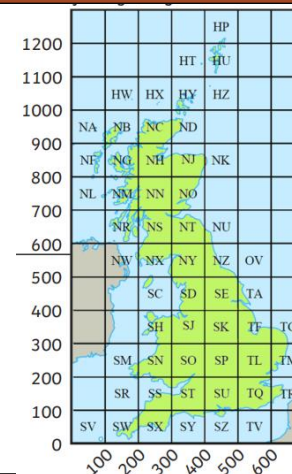 HP
1200
HT HU
1100
HW HX HY HZ
1000
NA NB NC ND
900
NF NG NH NJ NK
800
NL NM NN NO
700
NR NS NT NU
600
NW NX NY NZ OV
500
SC SD SE TA
400
SH SJ SK TF TG
300
SM SN SO SP TL TM
200
SR SS ST SU TQ TR
100
SV SW SX SY SZ TV
0
100 200 300 400 500 600